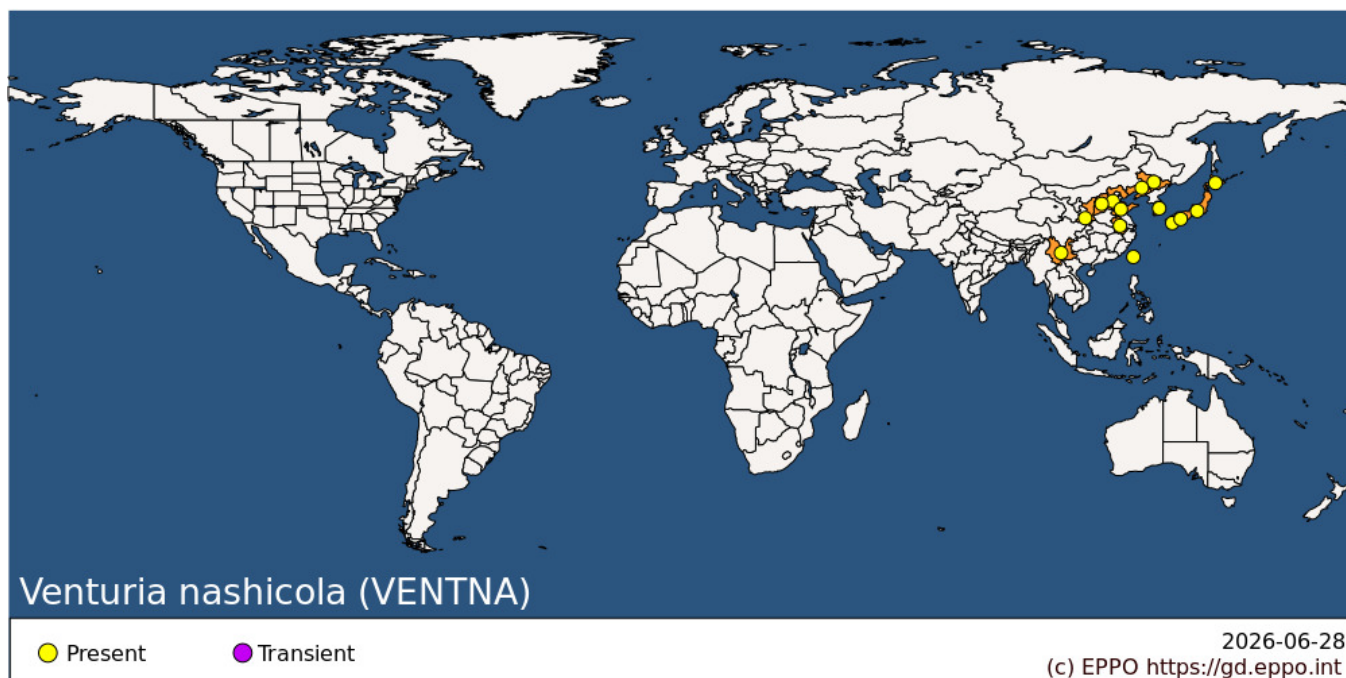 Venturia nashicola (VENTNA)
Present
Transient
2026-06-28
(c) EPPO https://gd.eppo.int